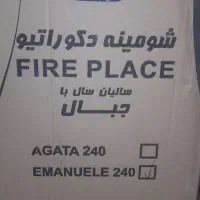 شومینه دکوراتیو
FIRE PLACE
سالیان سال با
جبال
AGATA 240
EMANUELE 240